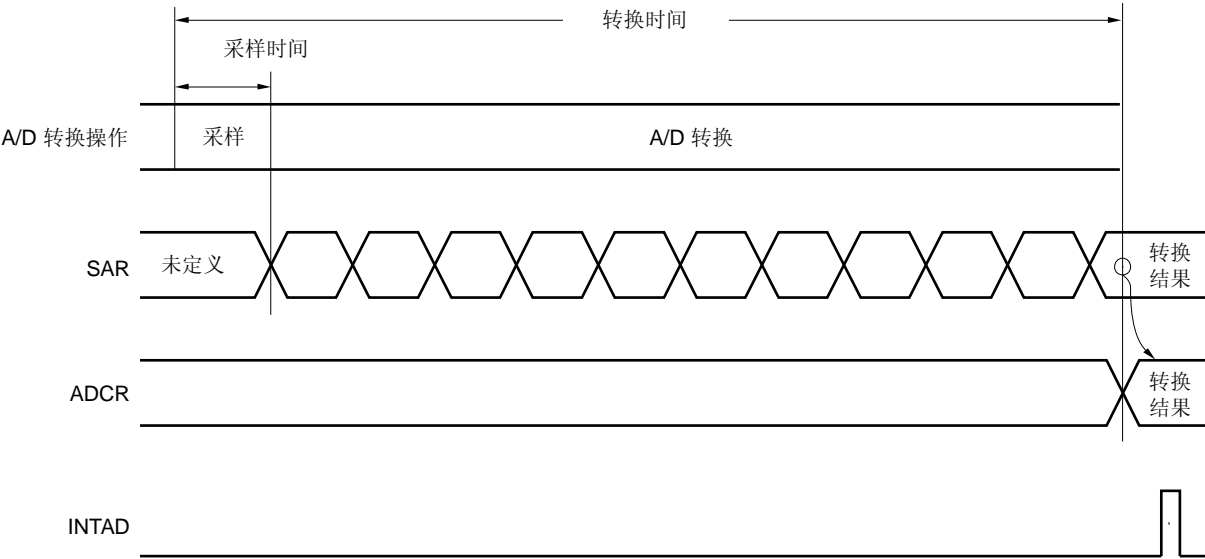 转换时间
采样时间
A/D 转换操作
采样
A/D 转换
SAR
未定义
转换
结果
ADCR
转换
结果
INTAD